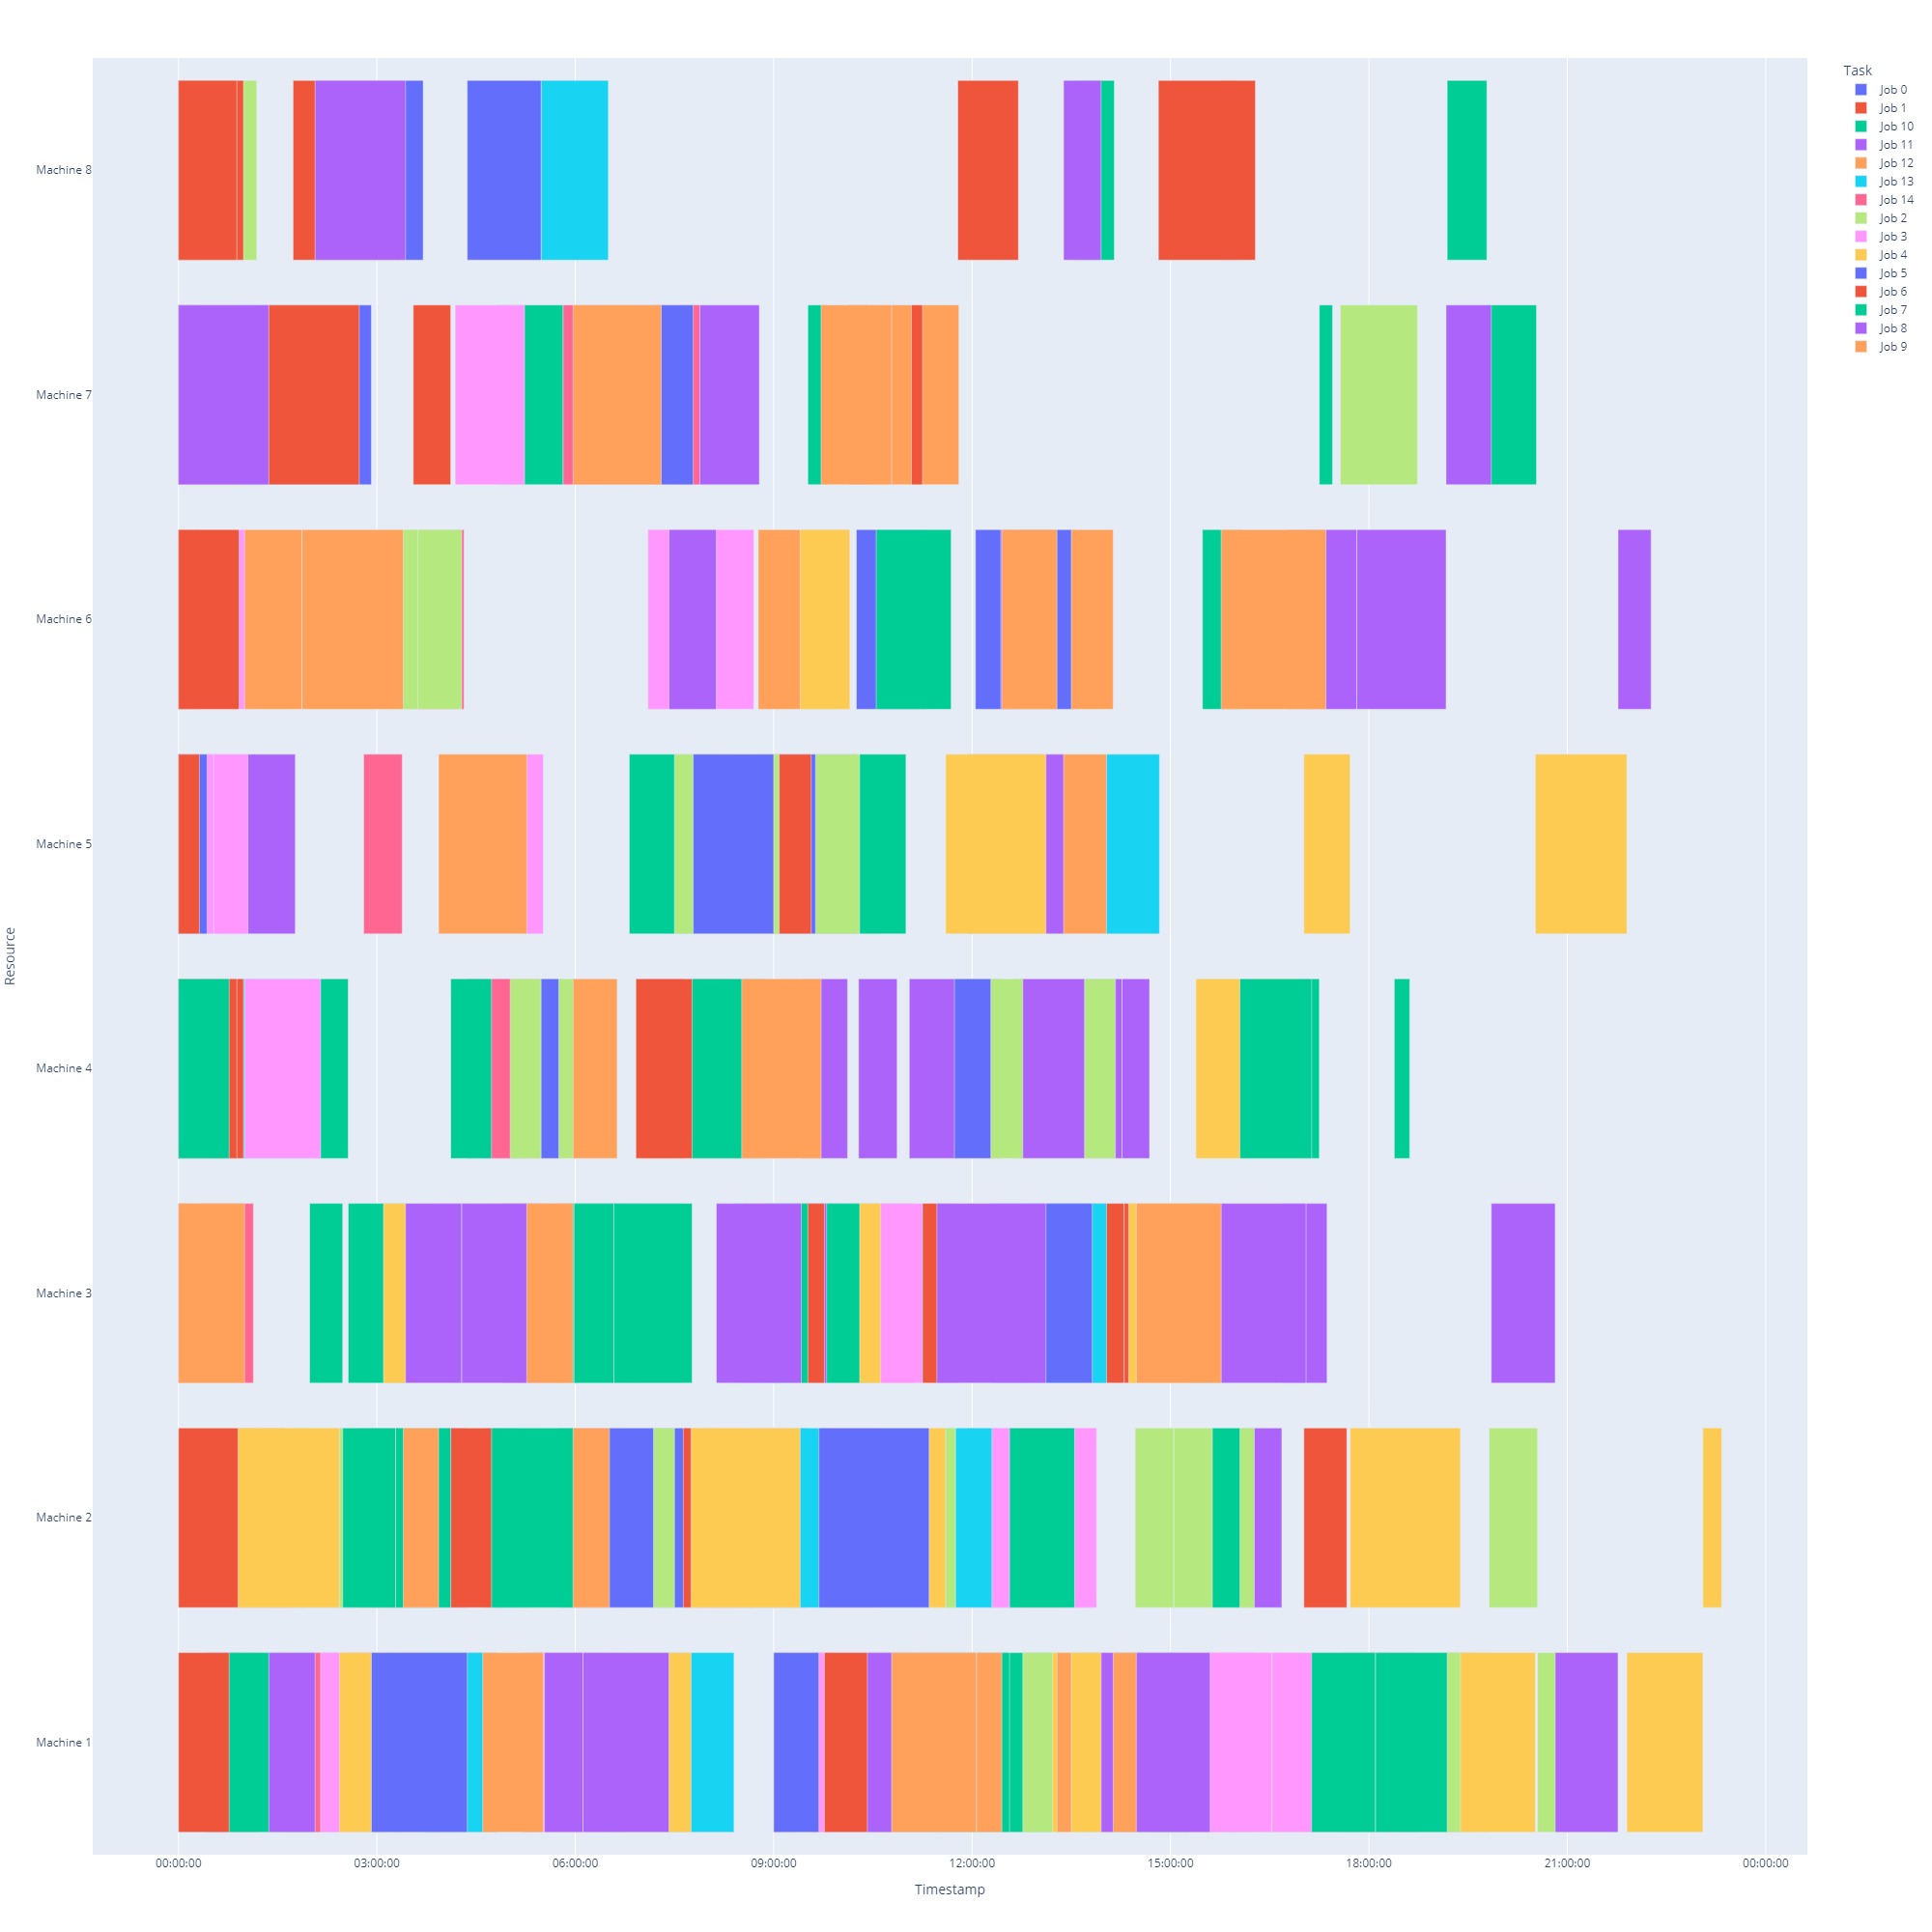 Task
Job 0
Job 1
Job 10
Job 11
Job 12
Job 13
Job 14
Job 2
Job 3
Job 4
Job 5
Job 6
Job 7
Job 8
Job 9
Machine 8
Machine 7
Machine 6
Machine 5
Machine 4
Machine 3
Machine 2
Machine 1
Resource
00:00:00 03:00:00 06:00:00 09:00:00 12:00:00 15:00:00 18:00:00 21:00:00 00:00:00
Timestamp